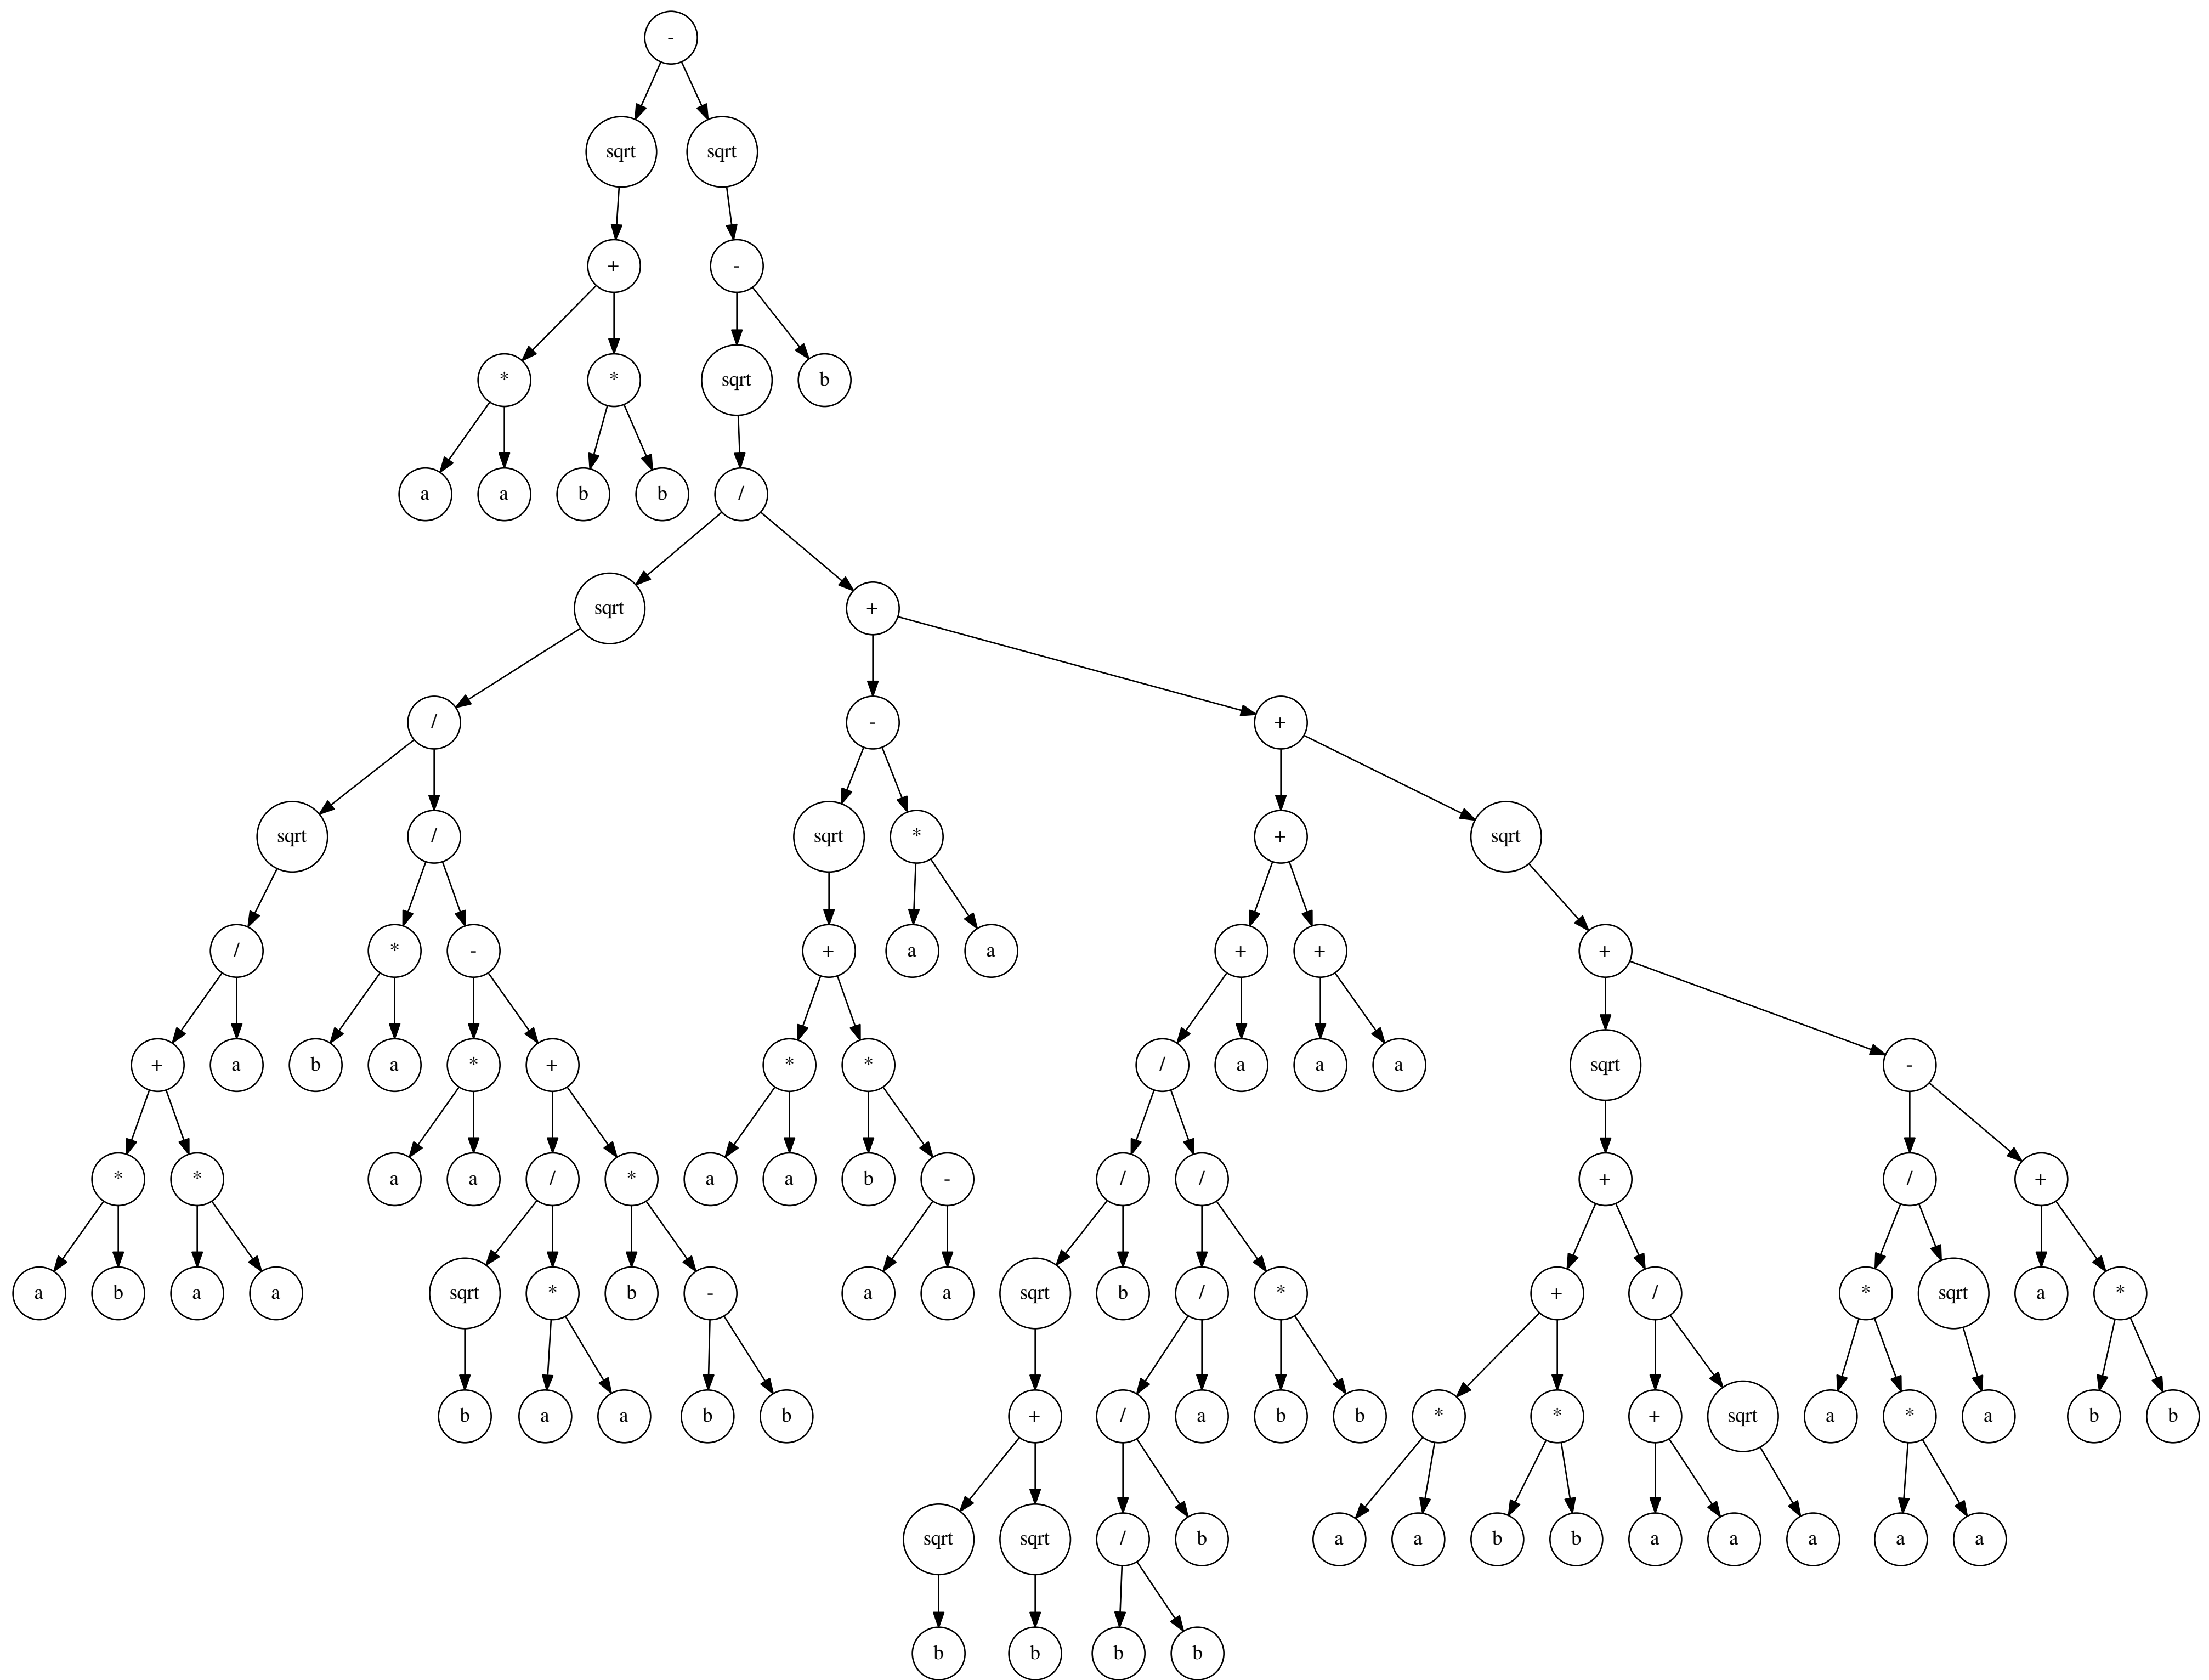 -
sqrt sqrt
+ -
* * sqrt b
a a b b /
sqrt +
/ - +
sqrt / sqrt * + sqrt
/ * - + a a + + +
+ a b a * + * * / a a a sqrt -
* * a a / * a a b - / / + / +
a b a a sqrt * b - a a sqrt b / * + / * sqrt a *
b a a b b + / a b b * * + sqrt a * a b b
sqrt sqrt / b a a b b a a a a a
b b b b